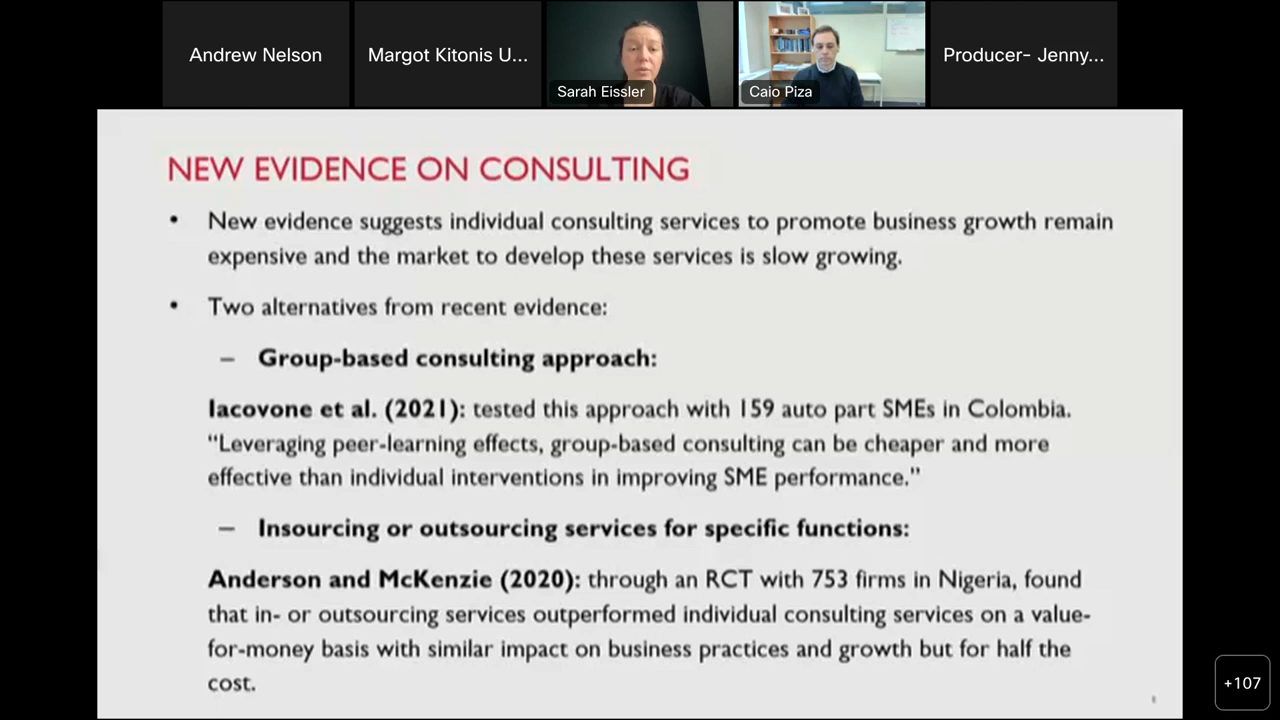 Andrew Nelson
Margot Kitonis U...
Sarah Eissler
Caio Piza
Producer- Jenny...
NEW EVIDENCE ON CONSULTING
• New evidence suggests individual consulting services to promote business growth remain
expensive and the market to develop these services is slow growing.
• Two alternatives from recent evidence:
– Group-based consulting approach:
Iacovone et al. (2021): tested this approach with 159 auto part SMEs in Colombia.
“Leveraging peer-learning effects, group-based consulting can be cheaper and more
effective than individual interventions in improving SME performance.”
– Insourcing or outsourcing services for specific functions:
Anderson and McKenzie (2020): through an RCT with 753 firms in Nigeria, found
that in- or outsourcing services outperformed individual consulting services on a value-
for-money basis with similar impact on business practices and growth but for half the
cost.
+107